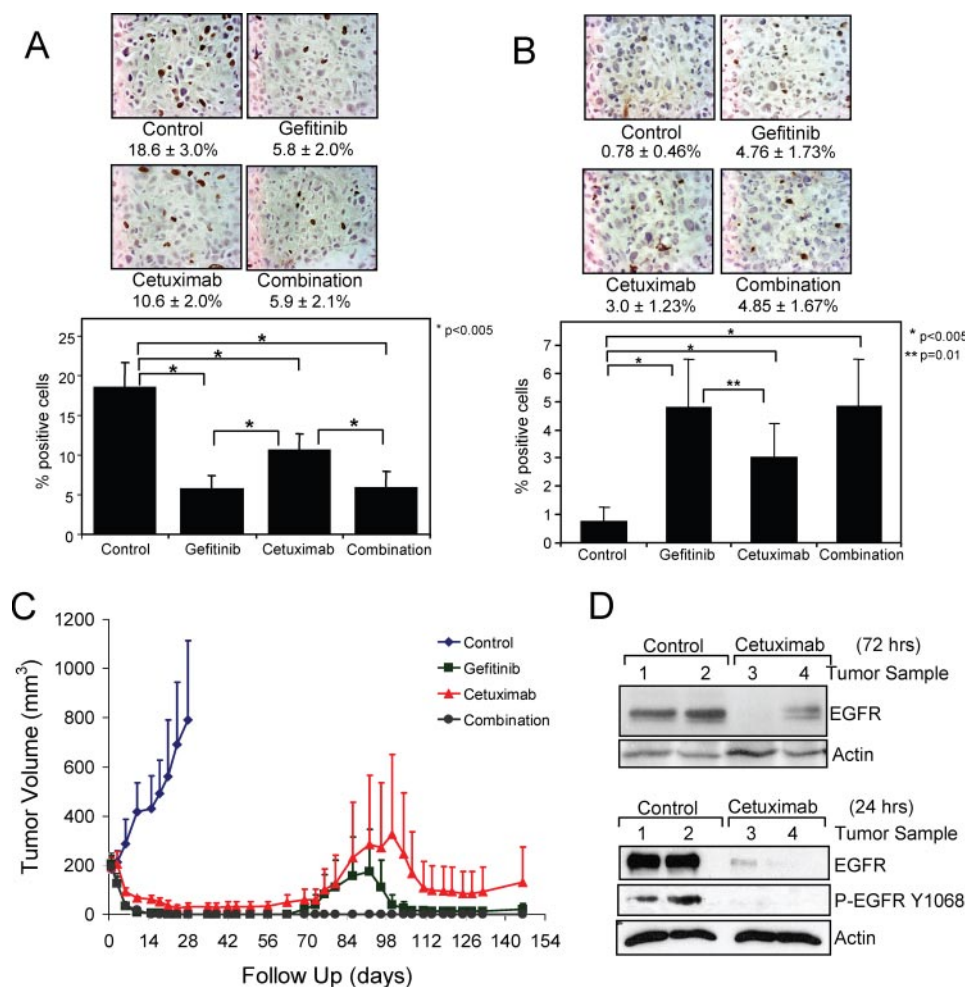 A
Control
18.6 ± 3.0%
Gefitinib
5.8 ± 2.0%
Cetuximab
10.6 ± 2.0%
Combination
5.9 ± 2.1%
* p<0.005
% positive cells
25
20
15
10
5
0
*
*
*
*
*
Control
Gefitinib
Cetuximab
Combination
B
Control
0.78 ± 0.46%
Gefitinib
4.76 ± 1.73%
Cetuximab
3.0 ± 1.23%
Combination
4.85 ± 1.67%
* p<0.005
** p=0.01
% positive cells
7
6
5
4
3
2
1
0
*
*
*
**
Control
Gefitinib
Cetuximab
Combination
C
Tumor Volume (mm3)
1200
1000
800
600
400
200
0
Control
Gefitinib
Cetuximab
Combination
0 14 28 42 56 70 84 98 112 126 140 154
Follow Up (days)
D
Control Cetuximab (72 hrs)
1 2 3 4 Tumor Sample
EGFR
Actin
Control Cetuximab (24 hrs)
1 2 3 4 Tumor Sample
EGFR
P-EGFR Y1068
Actin